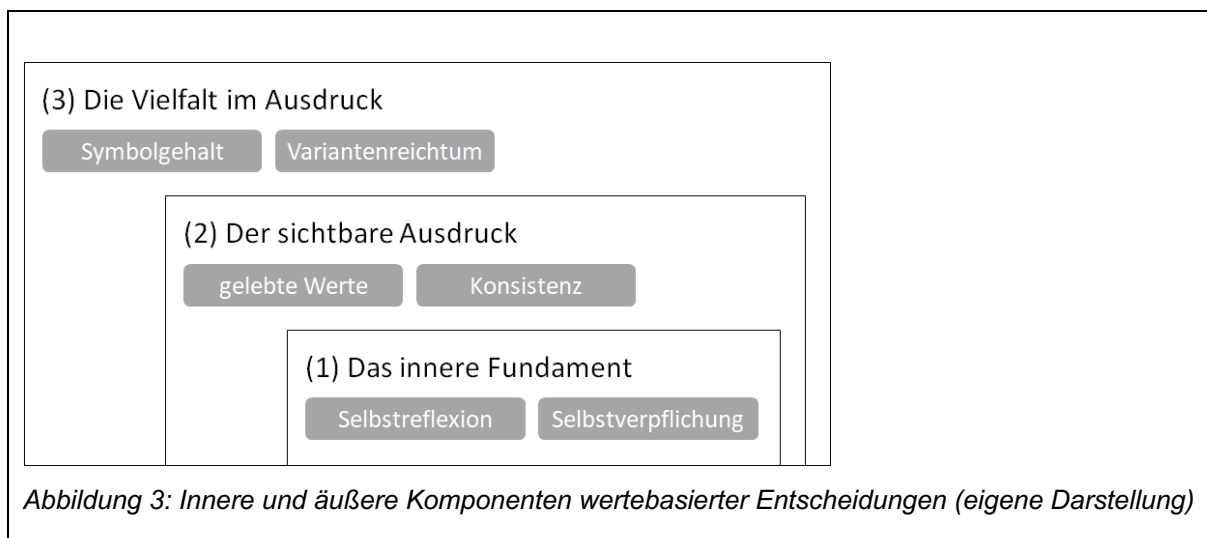 (3) Die Vielfalt im Ausdruck
Symbolgehalt Variantenreichtum
(2) Der sichtbare Ausdruck
gelebte Werte Konsistenz
(1) Das innere Fundament
Selbstreflexion Selbstverpflichung
Abbildung 3: Innere und äußere Komponenten wertebasierter Entscheidungen (eigene Darstellung)